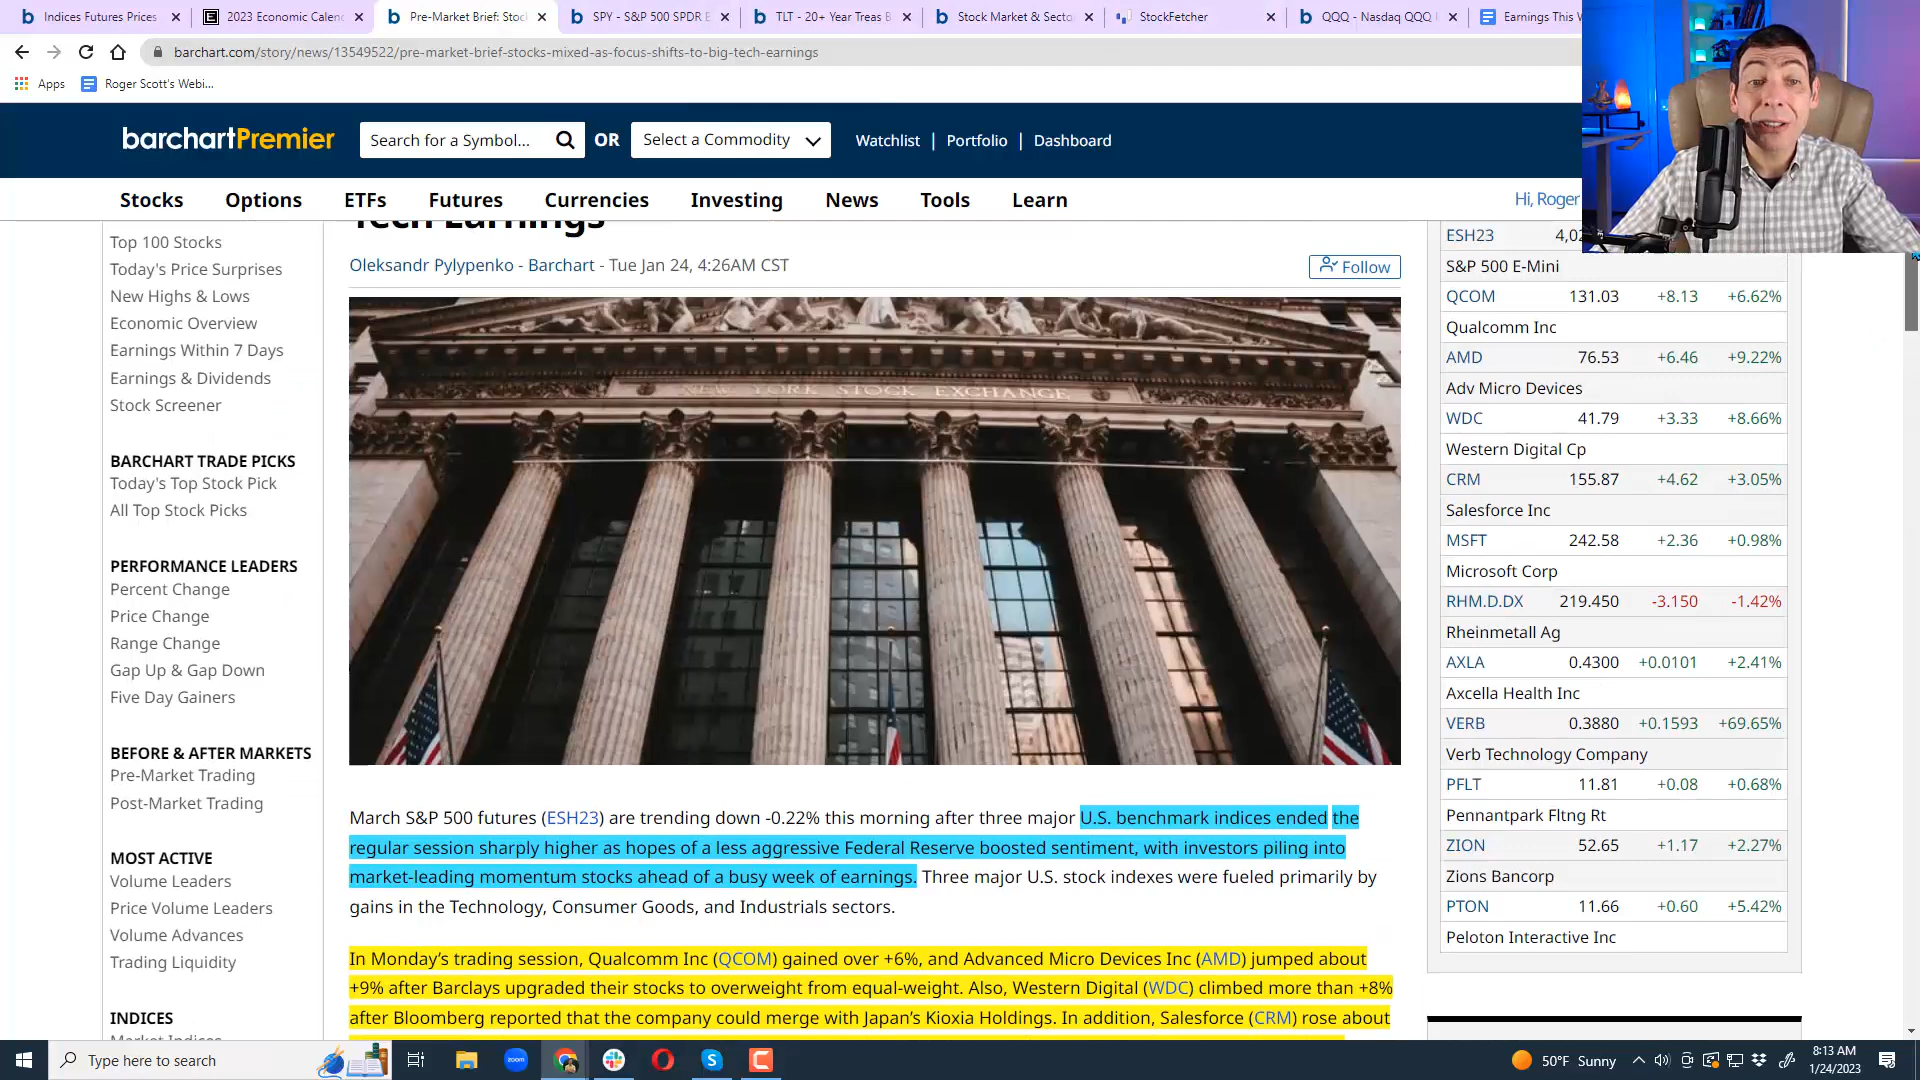 Indices Futures Prices
2023 Economic Calend
Pre-Market Brief: Stoc
SPY - S&P 500 SPDR E
TLT - 20+ Year Treas B
Stock Market & Secto
StockFetcher
QQQ - Nasdaq QQQ I
Earnings This W
barchart.com/story/news/13549522/pre-market-brief-stocks-mixed-as-focus-shifts-to-big-tech-earnings
Apps
Roger Scott's Webi...
barchartPremier
Search for a Symbol...
OR
Select a Commodity
Watchlist | Portfolio | Dashboard
Stocks Options ETFs Futures Currencies Investing News Tools Learn
Hi, Roger
Top 100 Stocks
Today's Price Surprises
New Highs & Lows
Economic Overview
Earnings Within 7 Days
Earnings & Dividends
Stock Screener
BARCHART TRADE PICKS
Today's Top Stock Pick
All Top Stock Picks
PERFORMANCE LEADERS
Percent Change
Price Change
Range Change
Gap Up & Gap Down
Five Day Gainers
BEFORE & AFTER MARKETS
Pre-Market Trading
Post-Market Trading
MOST ACTIVE
Volume Leaders
Price Volume Leaders
Volume Advances
Trading Liquidity
INDICES
Market Indices
Tech Earnings
Oleksandr Pylypenko - Barchart - Tue Jan 24, 4:26AM CST
Follow
NEW YORK STOCK EXCHANGE
March S&P 500 futures (ESH23) are trending down -0.22% this morning after three major U.S. benchmark indices ended the
regular session sharply higher as hopes of a less aggressive Federal Reserve boosted sentiment, with investors piling into
market-leading momentum stocks ahead of a busy week of earnings. Three major U.S. stock indexes were fueled primarily by
gains in the Technology, Consumer Goods, and Industrials sectors.
In Monday's trading session, Qualcomm Inc (QCOM) gained over +6%, and Advanced Micro Devices Inc (AMD) jumped about
+9% after Barclays upgraded their stocks to overweight from equal-weight. Also, Western Digital (WDC) climbed more than +8%
after Bloomberg reported that the company could merge with Japan's Kioxia Holdings. In addition, Salesforce (CRM) rose about
ESH23 4,02
S&P 500 E-Mini
QCOM 131.03 +8.13 +6.62%
Qualcomm Inc
AMD 76.53 +6.46 +9.22%
Adv Micro Devices
WDC 41.79 +3.33 +8.66%
Western Digital Cp
CRM 155.87 +4.62 +3.05%
Salesforce Inc
MSFT 242.58 +2.36 +0.98%
Microsoft Corp
RHM.D.DX 219.450 -3.150 -1.42%
Rheinmetall Ag
AXLA 0.4300 +0.0101 +2.41%
Axcella Health Inc
VERB 0.3880 +0.1593 +69.65%
Verb Technology Company
PFLT 11.81 +0.08 +0.68%
Pennantpark Fltng Rt
ZION 52.65 +1.17 +2.27%
Zions Bancorp
PTON 11.66 +0.60 +5.42%
Peloton Interactive Inc
Type here to search
zoom
50°F Sunny
8:13 AM
1/24/2023